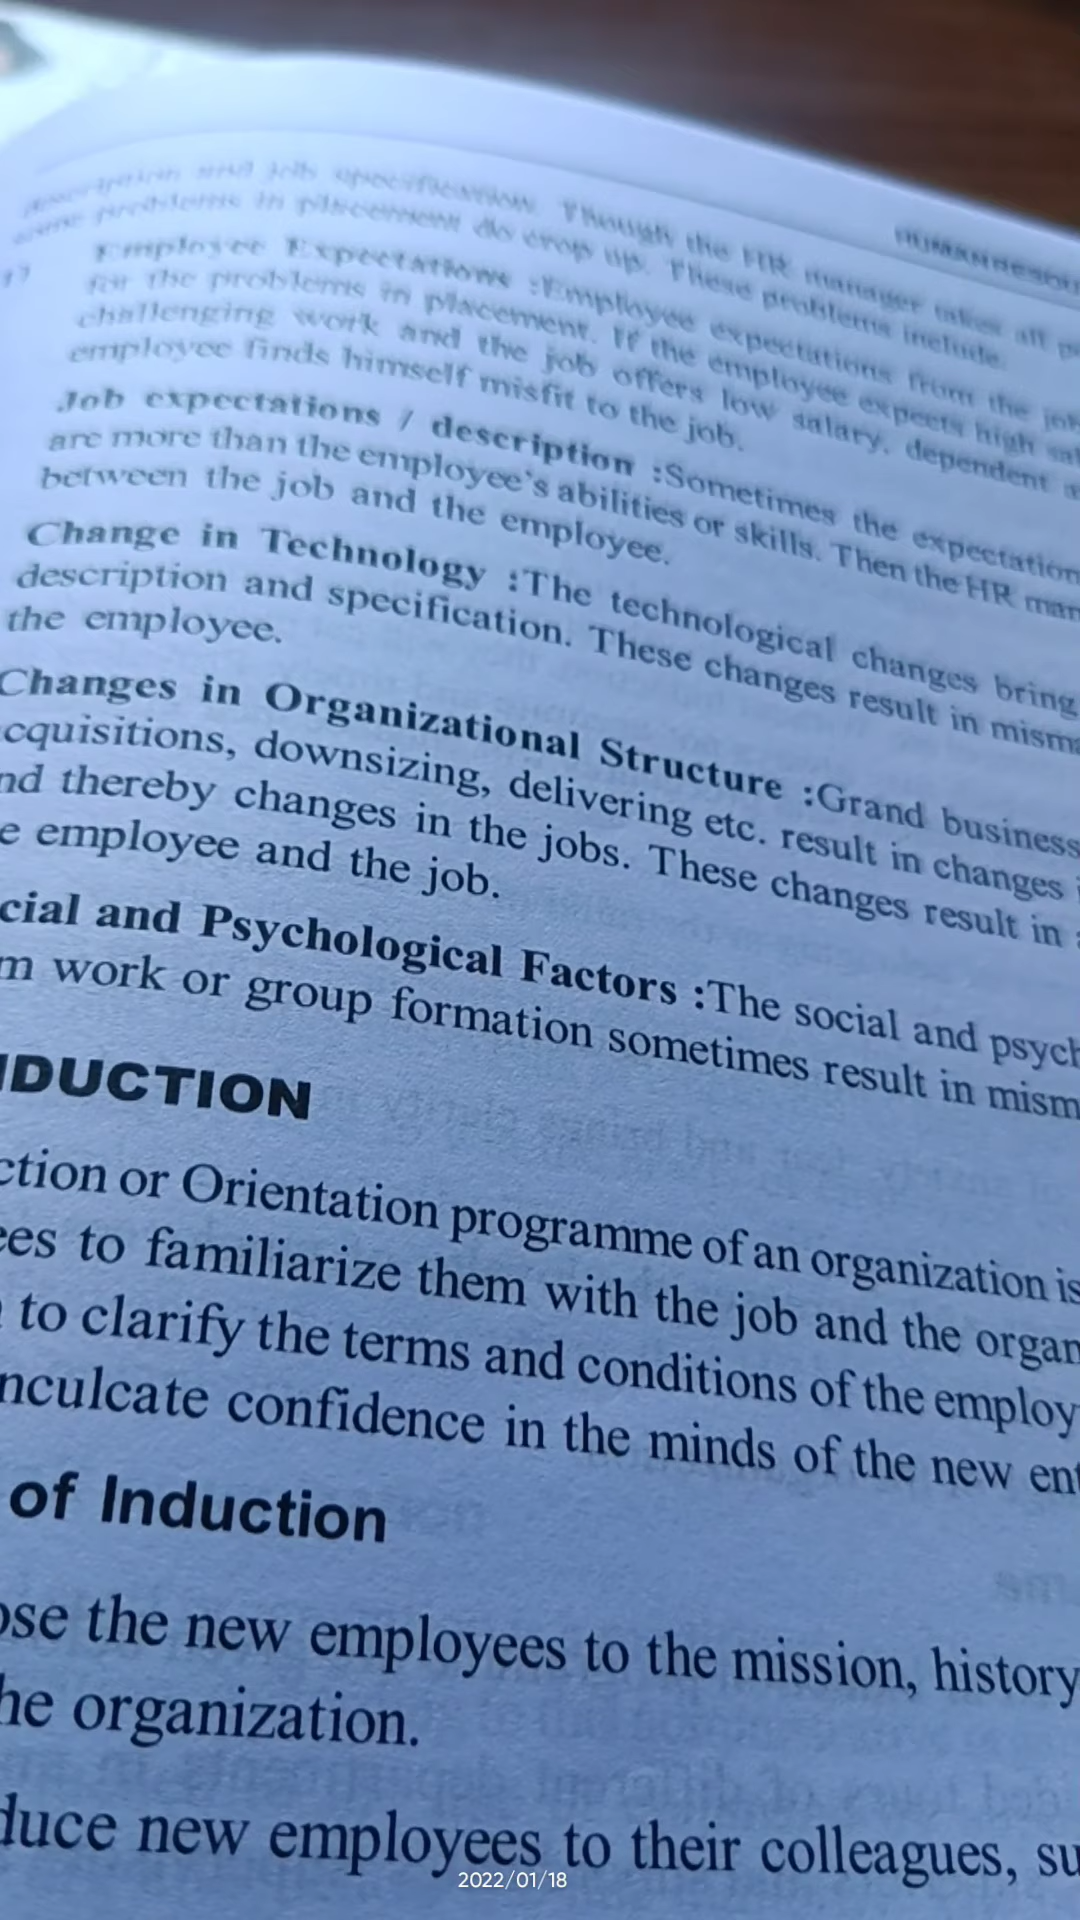 HUMAN RESOU
description and job specification. Though the HR manager takes all p
some problems in placement do crop up. These problems include:
Employee Expectations :Employee expectations from the job
for the problems in placement. If the employee expects high sal
challenging work and the job offers low salary, dependent a
employee finds himself misfit to the job.
Job expectations / description :Sometimes the expectation
are more than the employee's abilities or skills. Then the HR man
between the job and the employee.
Change in Technology :The technological changes bring
description and specification. These changes result in misma
the employee.
Changes in Organizational Structure :Grand business
cquisitions, downsizing, delivering etc. result in changes i
nd thereby changes in the jobs. These changes result in a
e employee and the job.
cial and Psychological Factors :The social and psych
m work or group formation sometimes result in mism
NDUCTION
ction or Orientation programme of an organization is
ees to familiarize them with the job and the organ
to clarify the terms and conditions of the employ
nculcate confidence in the minds of the new ent
of Induction
ose the new employees to the mission, history
he organization.
duce new employees to their colleagues, su
2022/01/18